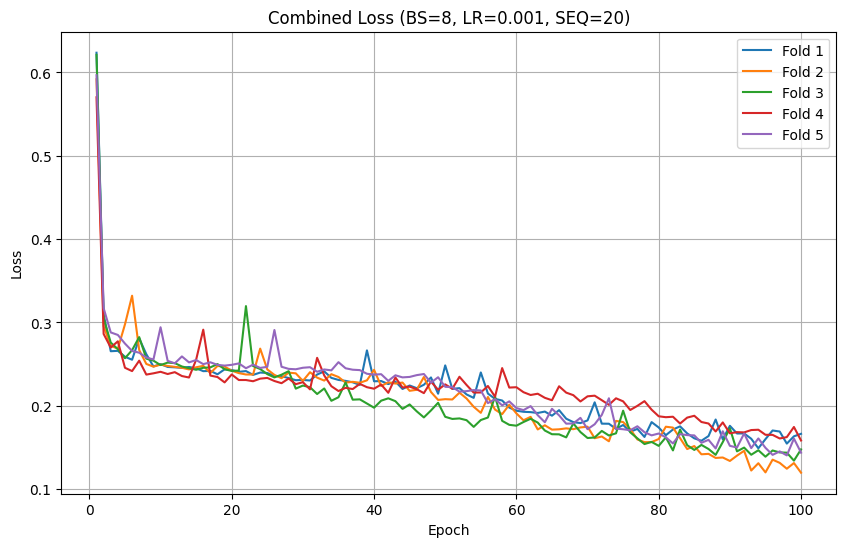 Combined Loss (BS=8, LR=0.001, SEQ=20)
Fold 1
Fold 2
Fold 3
Fold 4
Fold 5
Loss
0.6
0.5
0.4
0.3
0.2
0.1
0 20 40 60 80 100
Epoch